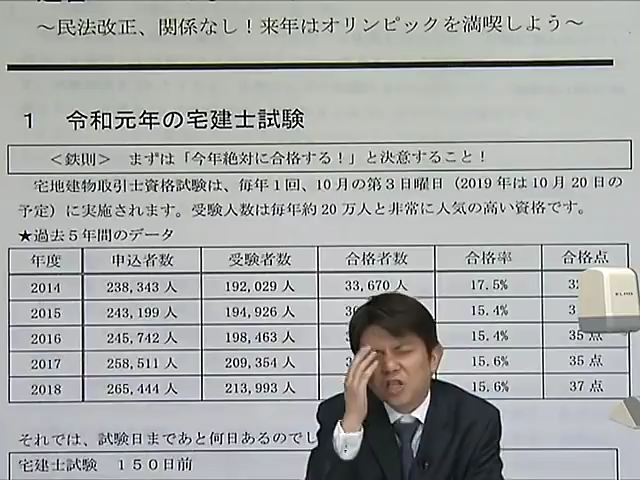 ～民法改正、関係なし！来年はオリンピックを満喫しよう～
1 令和元年の宅建士試験
＜鉄則＞ まずは「今年絶対に合格する！」と決意すること！
宅地建物取引士資格試験は、毎年１回、10月の第３日曜日（2019年は10月20日の
予定）に実施されます。受験人数は毎年約20万人と非常に人気の高い資格です。
★過去５年間のデータ
年度 申込者数 受験者数 合格者数 合格率 合格点
2014 238,343人 192,029人 33,670人 17.5%
2015 243,199人 194,926人 15.4%
2016 245,742人 198,463人 15.4% 35点
2017 258,511人 209,354人 15.6% 35点
2018 265,444人 213,993人 15.6% 37点
それでは、試験日まであと何日あるのでし
宅建士試験 １５０日前
ELMO